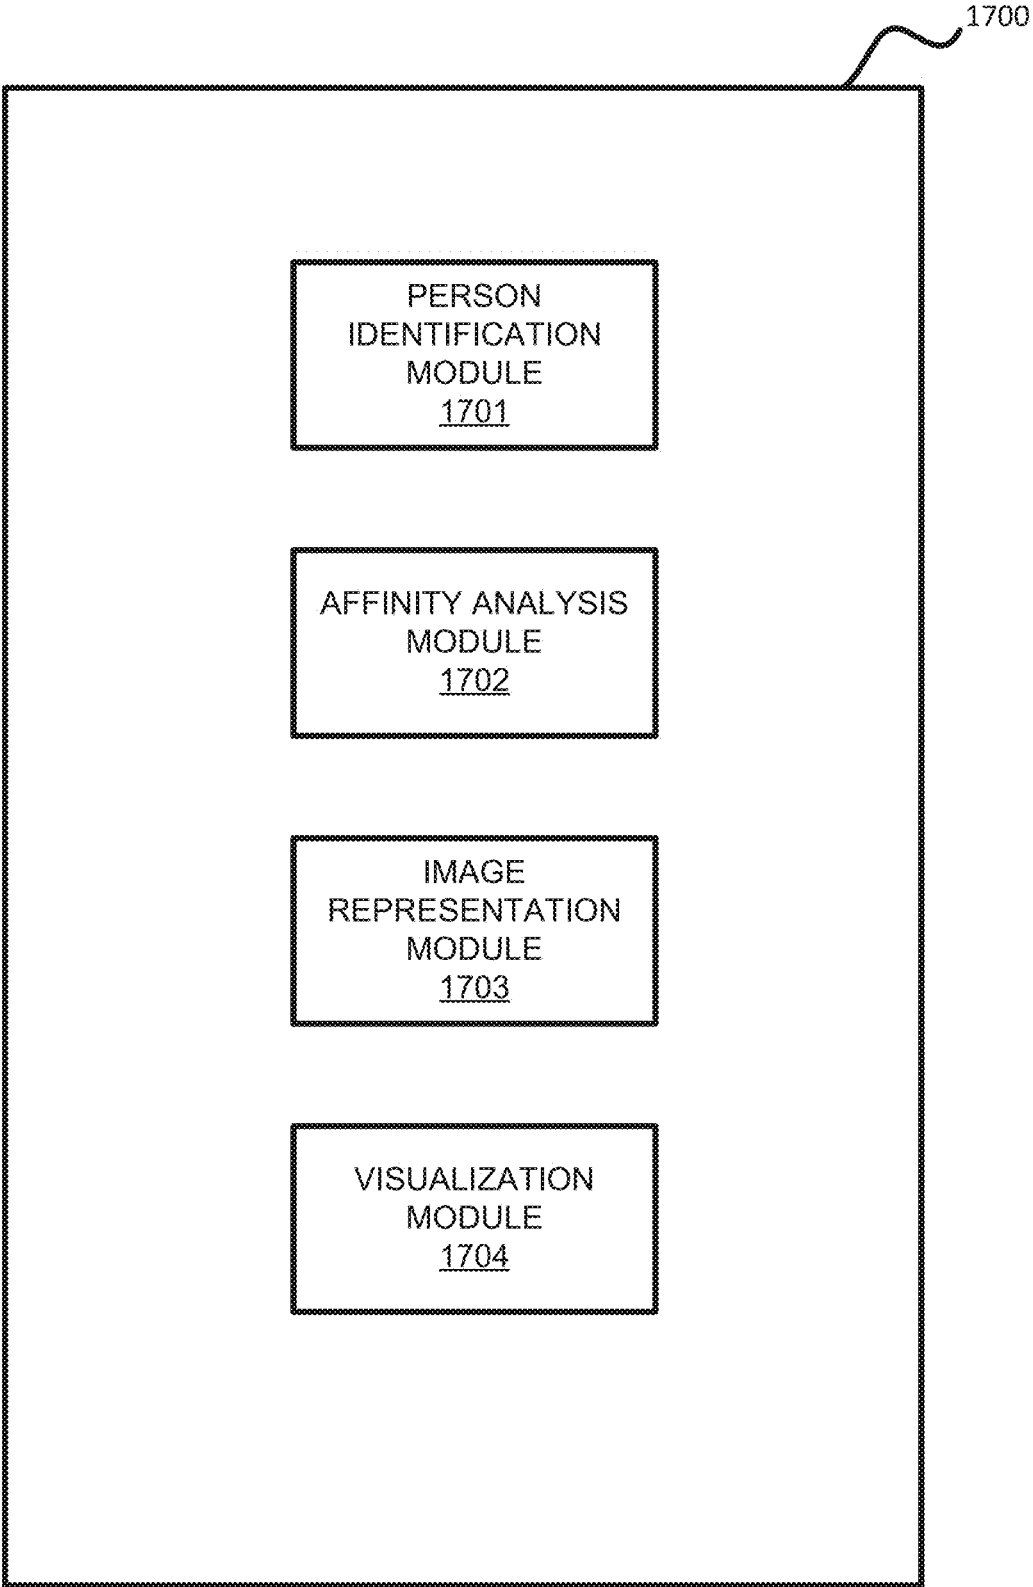 1700
PERSON
IDENTIFICATION
MODULE
1701
AFFINITY ANALYSIS
MODULE
1702
IMAGE
REPRESENTATION
MODULE
1703
VISUALIZATION
MODULE
1704